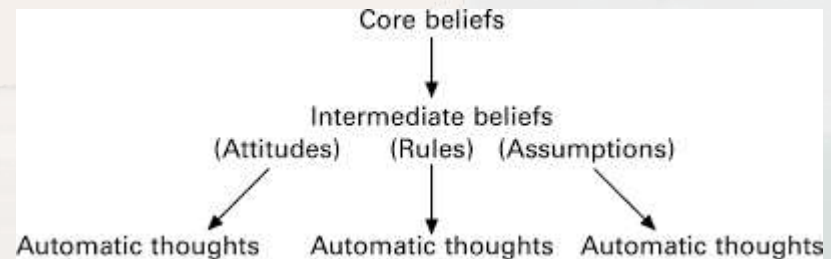 Core beliefs
Intermediate beliefs
(Attitudes) (Rules) (Assumptions)
Automatic thoughts Automatic thoughts Automatic thoughts